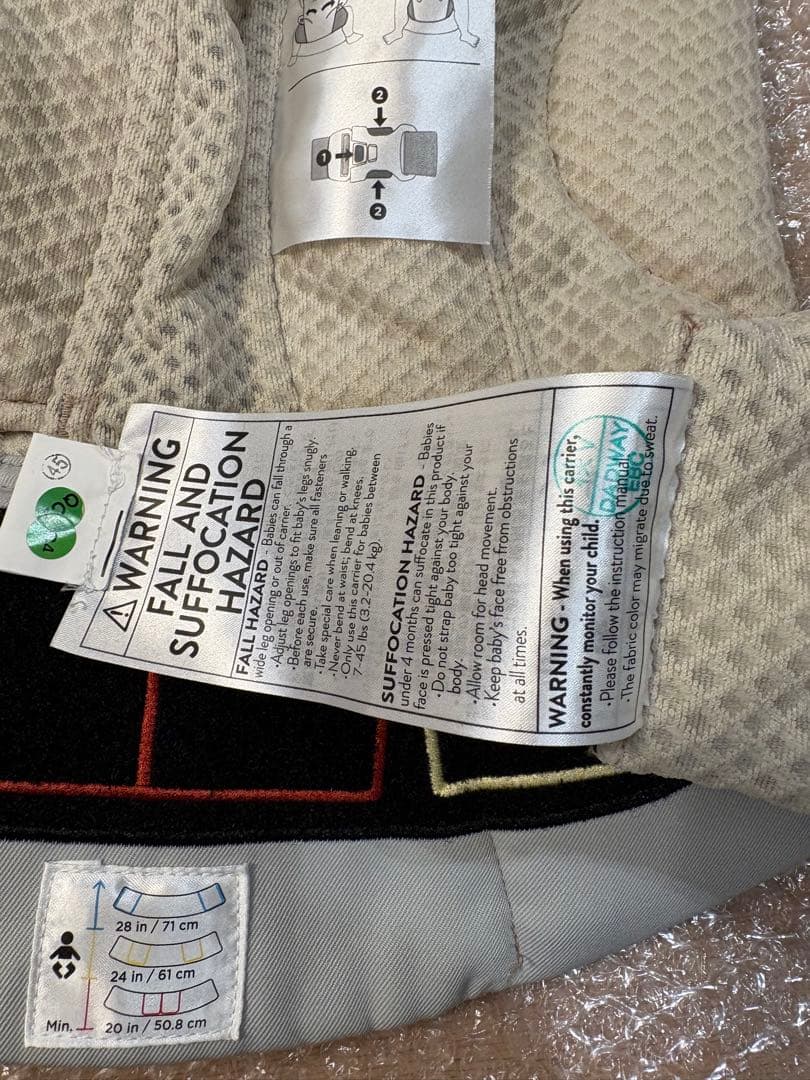 2
1
2
45
WARNING
FALL AND
SUFFOCATION
HAZARD
FALL HAZARD - Babies can fall through a
wide leg opening or out of carrier.
·Adjust leg openings to fit baby's legs snugly.
·Before each use, make sure all fasteners
are secure.
·Take special care when leaning or walking.
·Never bend at waist; bend at knees.
·Only use this carrier for babies between
7-45 lbs (3.2-20.4 kg).
SUFFOCATION HAZARD - Babies
under 4 months can suffocate in this product if
face is pressed tight against your body.
·Do not strap baby too tight against your
body.
·Allow room for head movement.
·Keep baby's face free from obstructions
at all times.
WARNING - When using this carrier,
constantly monitor your child.
·Please follow the instruction manual.
·The fabric color may migrate due to sweat.
28 in / 71 cm
24 in / 61 cm
Min. 20 in / 50.8 cm